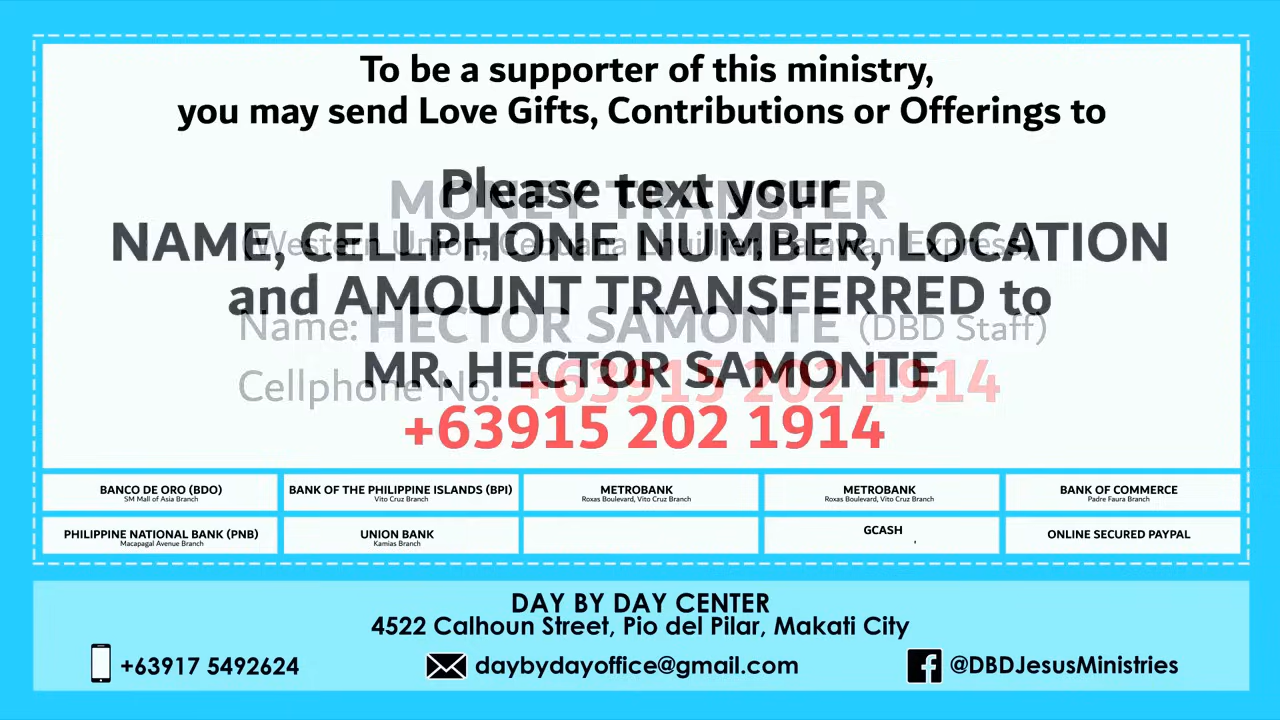 To be a supporter of this ministry,
you may send Love Gifts, Contributions or Offerings to
Please text your
MONEY TRANSFER
NAME, CELLPHONE NUMBER, LOCATION
(Western Union, Cebuana Lhuillier, Palawan Express)
and AMOUNT TRANSFERRED to
Name: HECTOR SAMONTE (DBD Staff)
MR. HECTOR SAMONTE
Cellphone No. +63915 202 1914
+63915 202 1914
BANCO DE ORO (BDO)
SM Mall of Asia Branch
BANK OF THE PHILIPPINE ISLANDS (BPI)
Vito Cruz Branch
METROBANK
Roxas Boulevard, Vito Cruz Branch
METROBANK
Roxas Boulevard, Vito Cruz Branch
BANK OF COMMERCE
Padre Faura Branch
PHILIPPINE NATIONAL BANK (PNB)
Macapagal Avenue Branch
UNION BANK
Kamias Branch
GCASH
ONLINE SECURED PAYPAL
DAY BY DAY CENTER
4522 Calhoun Street, Pio del Pilar, Makati City
+63917 5492624
daybydayoffice@gmail.com
@DBDJesusMinistries